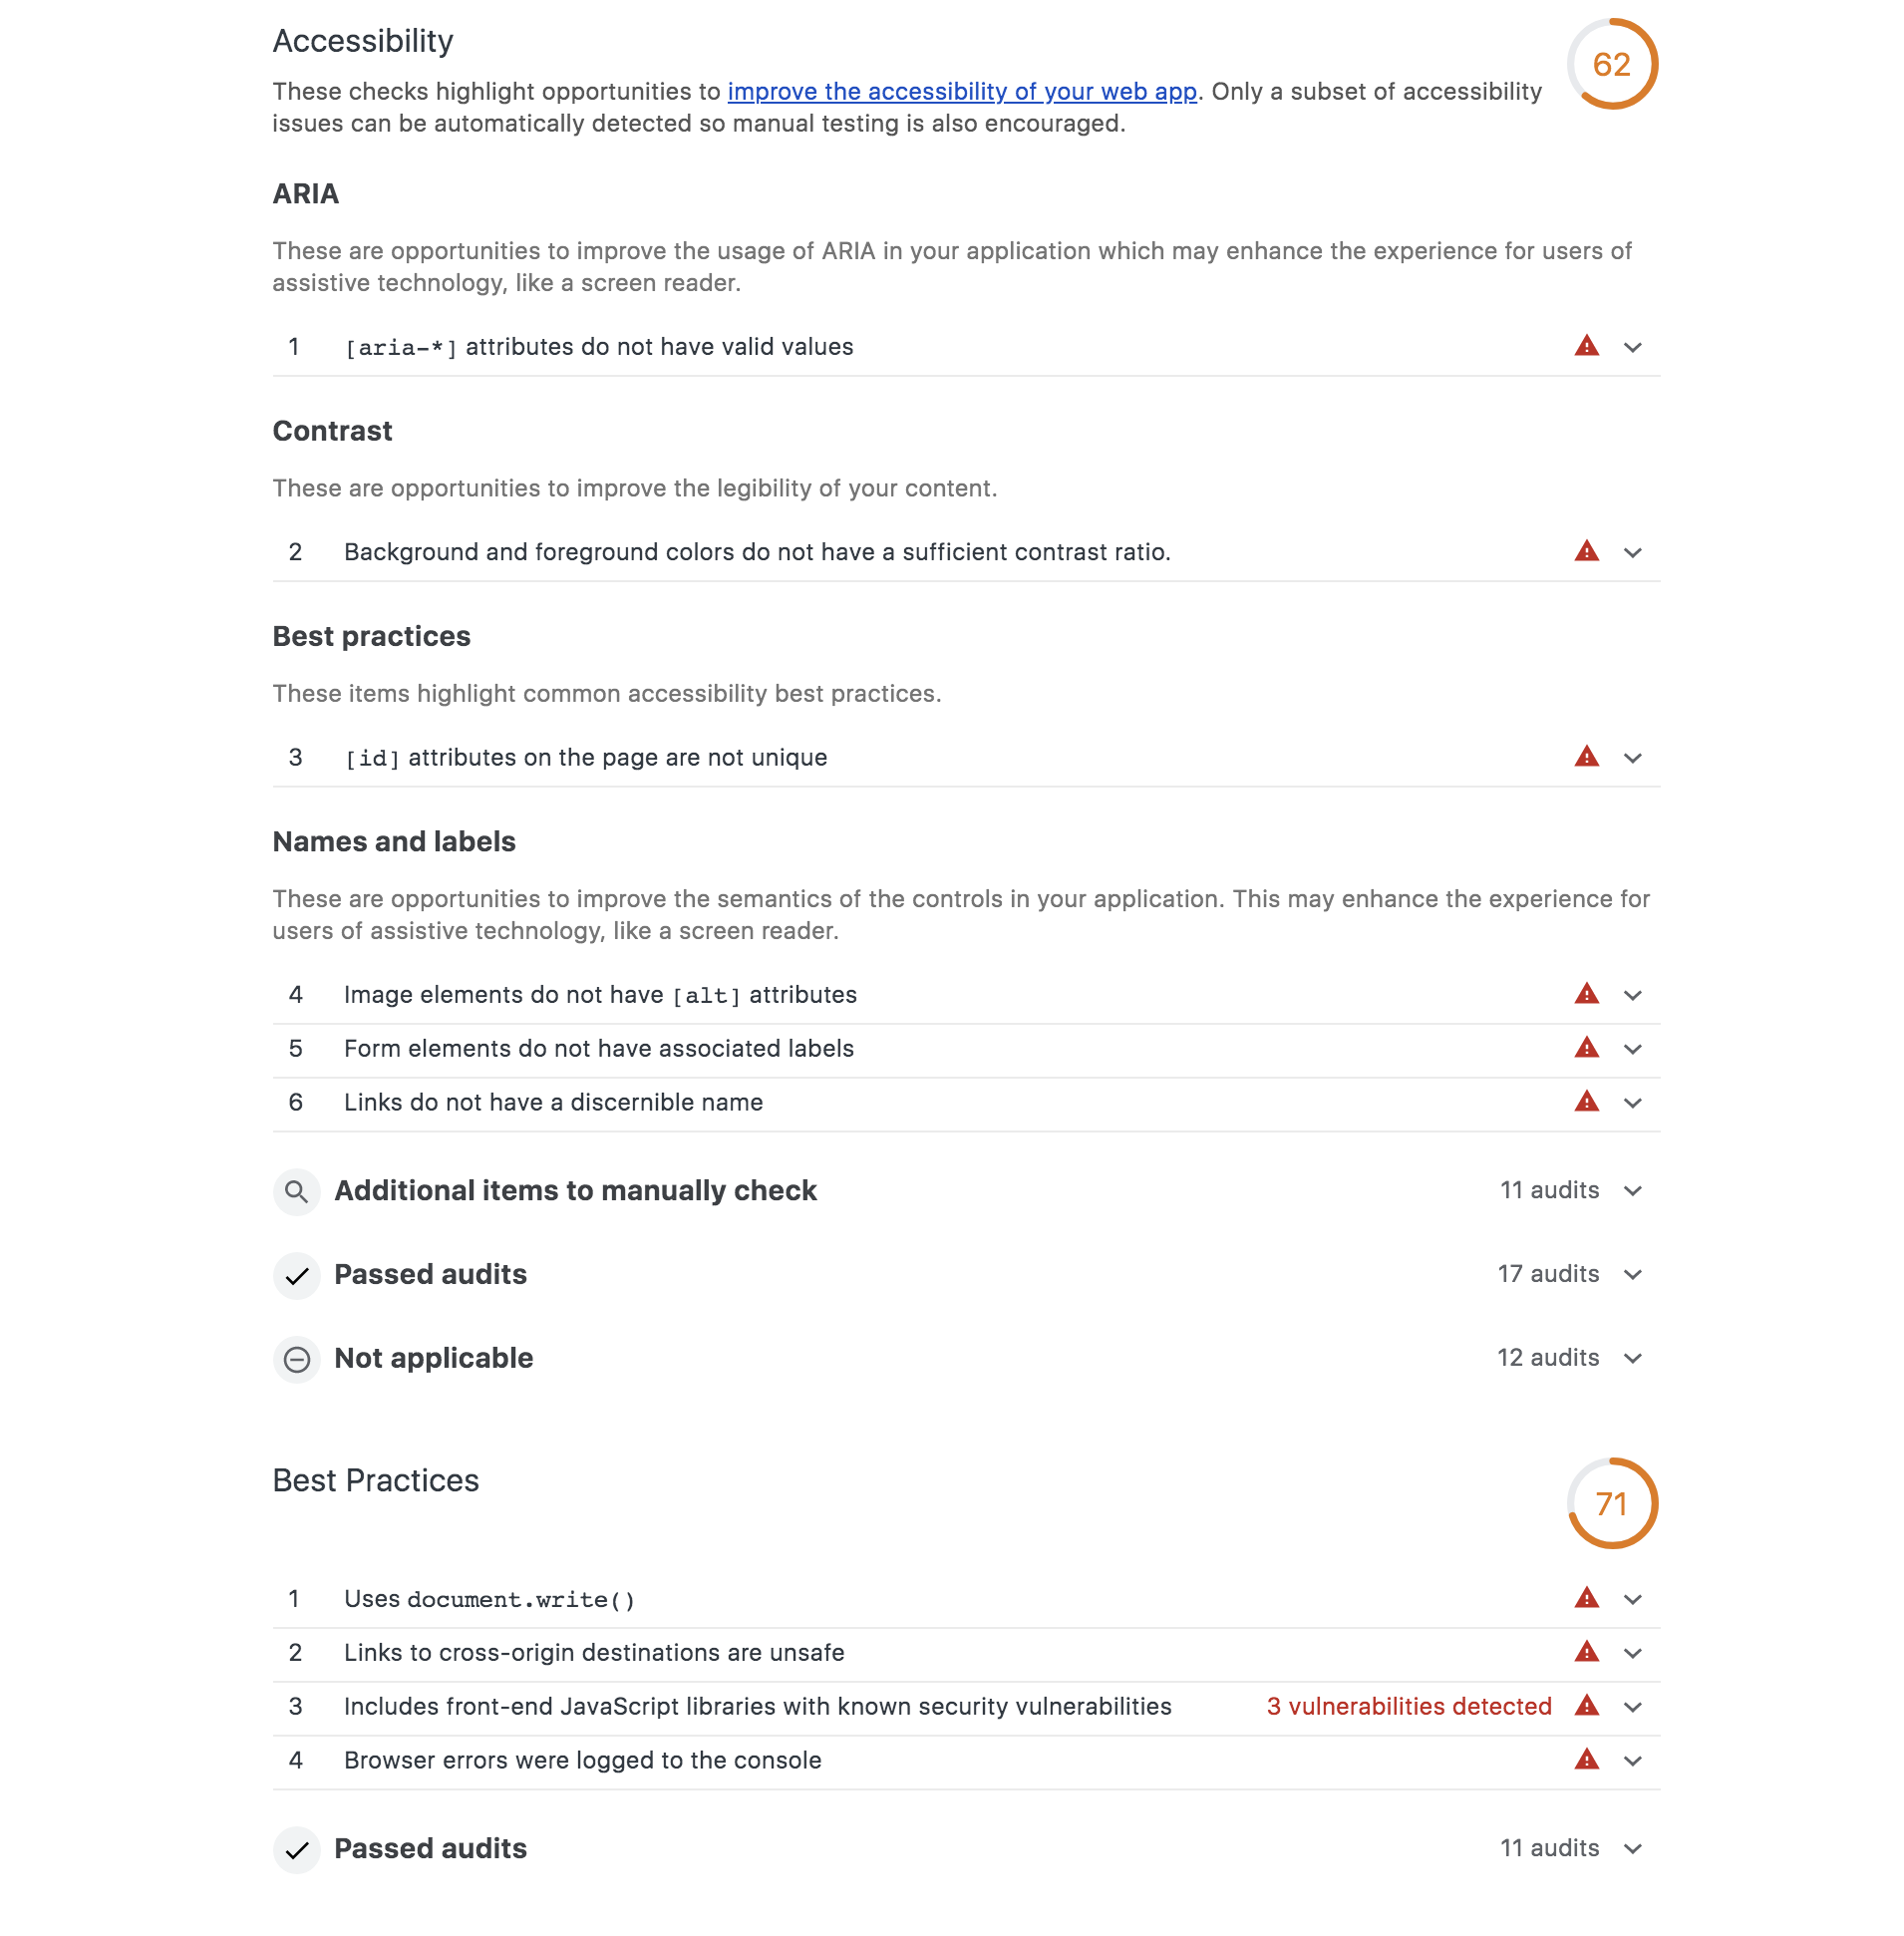 Accessibility
62
These checks highlight opportunities to improve the accessibility of your web app. Only a subset of accessibility
issues can be automatically detected so manual testing is also encouraged.
ARIA
These are opportunities to improve the usage of ARIA in your application which may enhance the experience for users of
assistive technology, like a screen reader.
1 [aria-*] attributes do not have valid values
Contrast
These are opportunities to improve the legibility of your content.
2 Background and foreground colors do not have a sufficient contrast ratio.
Best practices
These items highlight common accessibility best practices.
3 [id] attributes on the page are not unique
Names and labels
These are opportunities to improve the semantics of the controls in your application. This may enhance the experience for
users of assistive technology, like a screen reader.
4 Image elements do not have [alt] attributes
5 Form elements do not have associated labels
6 Links do not have a discernible name
Additional items to manually check 11 audits
Passed audits 17 audits
Not applicable 12 audits
Best Practices
71
1 Uses document.write()
2 Links to cross-origin destinations are unsafe
3 Includes front-end JavaScript libraries with known security vulnerabilities 3 vulnerabilities detected
4 Browser errors were logged to the console
Passed audits 11 audits